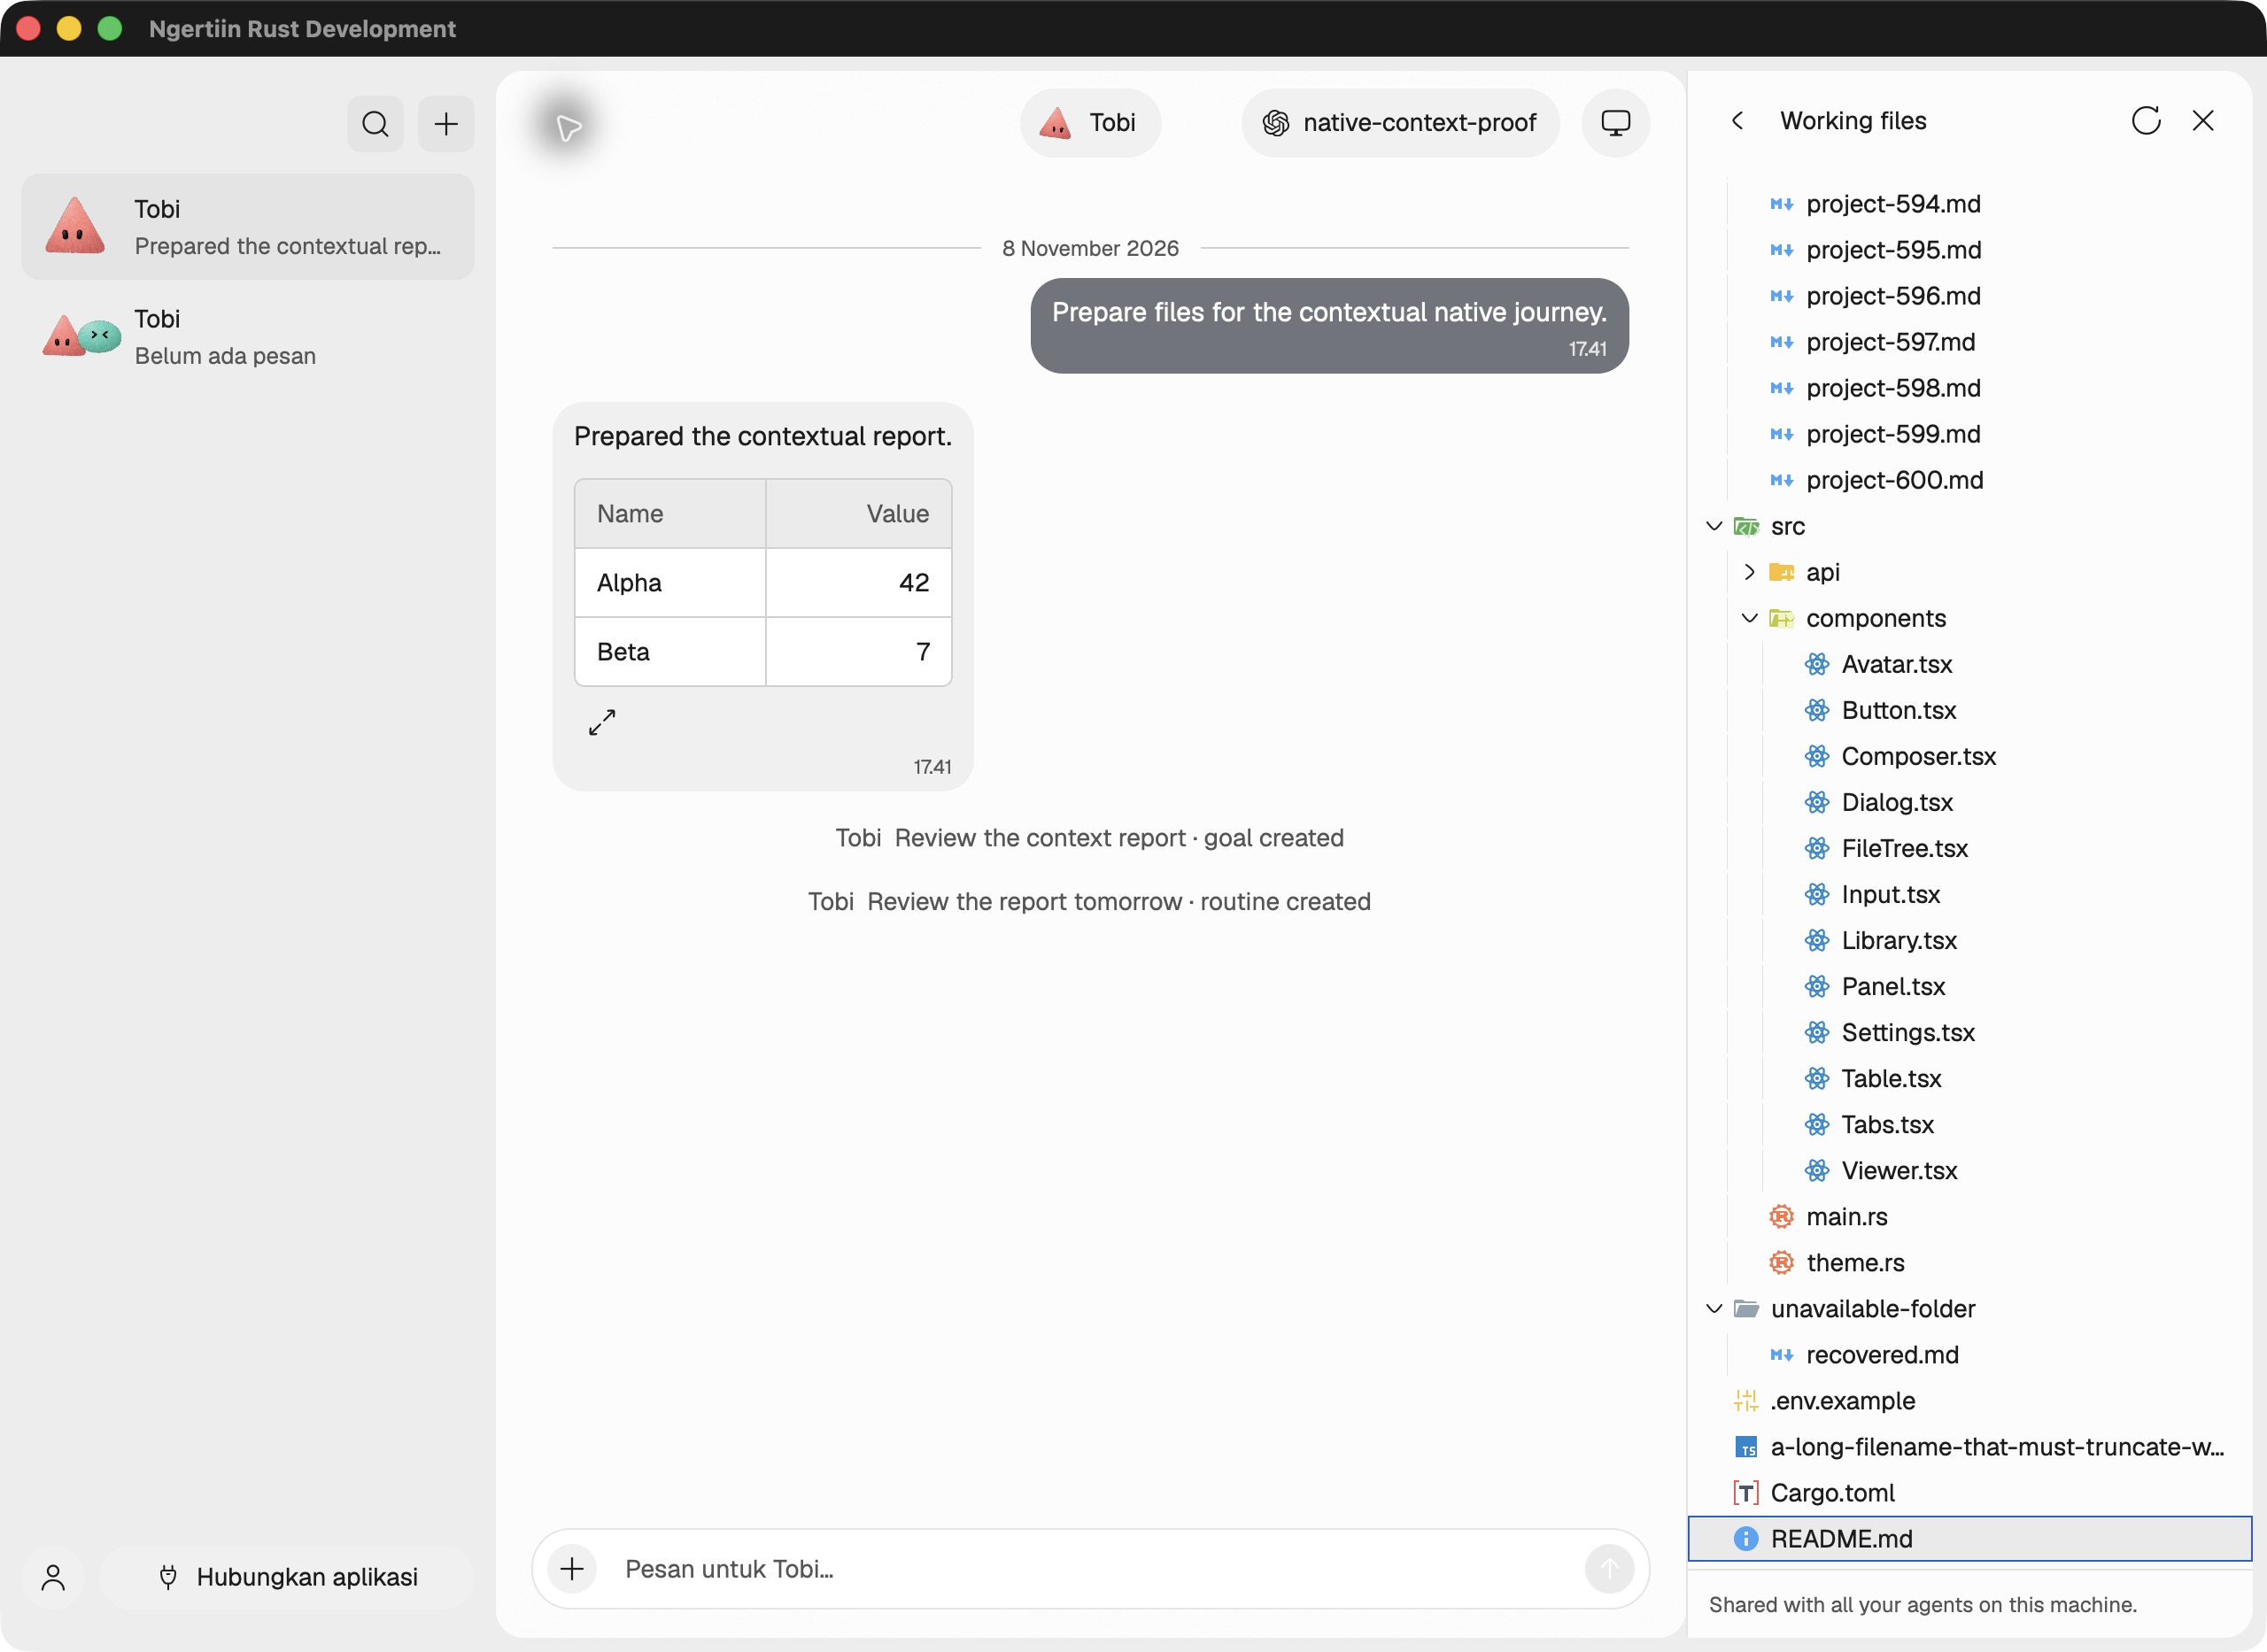 Ngertiin Rust Development
Tobi
Prepared the contextual rep...
Tobi
Belum ada pesan
Hubungkan aplikasi
Tobi
native-context-proof
8 November 2026
Prepare files for the contextual native journey.
17.41
Prepared the contextual report.
Name Value
Alpha 42
Beta 7
17.41
Tobi Review the context report · goal created
Tobi Review the report tomorrow · routine created
Pesan untuk Tobi...
Working files
project-594.md
project-595.md
project-596.md
project-597.md
project-598.md
project-599.md
project-600.md
src
api
components
Avatar.tsx
Button.tsx
Composer.tsx
Dialog.tsx
FileTree.tsx
Input.tsx
Library.tsx
Panel.tsx
Settings.tsx
Table.tsx
Tabs.tsx
Viewer.tsx
main.rs
theme.rs
unavailable-folder
recovered.md
.env.example
TS a-long-filename-that-must-truncate-w...
[T] Cargo.toml
README.md
Shared with all your agents on this machine.